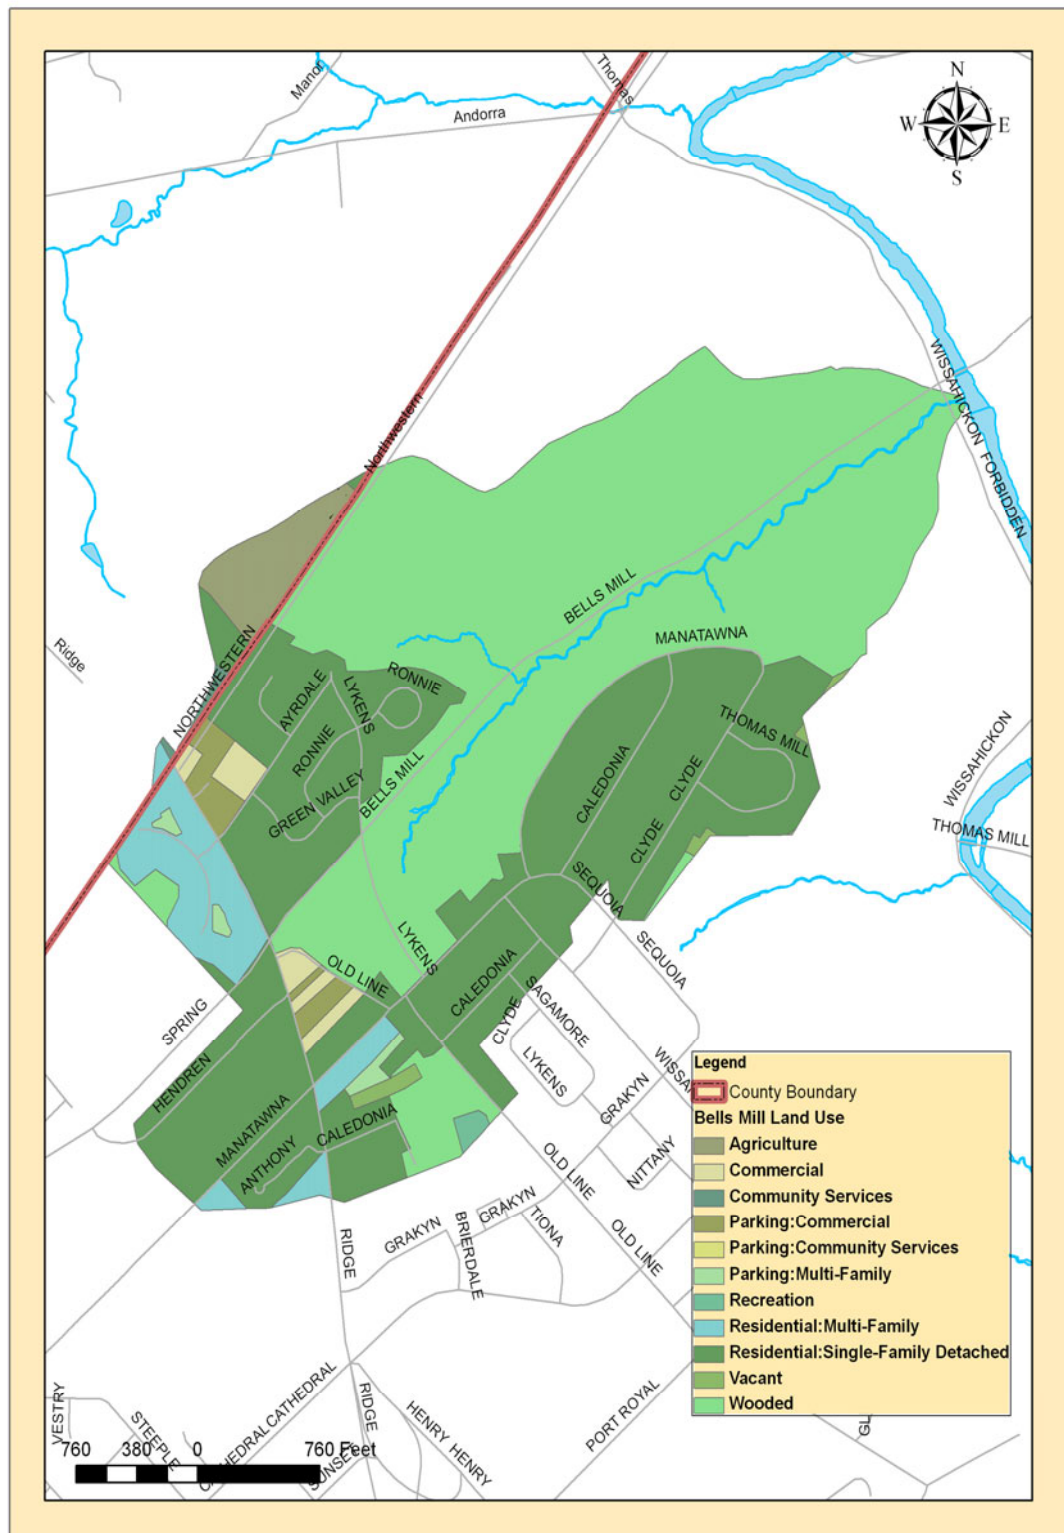 Manor
Thomas
Andorra
N
W
E
S
WISSAHICKON
FORBIDDEN
Northwestern
BELLS MILL
MANATAWNA
Ridge
NORTHWESTERN
AYRDALE
LYKENS
RONNIE
RONNIE
GREEN VALLEY
BELLS MILL
THOMAS MILL
CALEDONIA
CLYDE
CLYDE
WISSAHICKON
THOMAS MILL
SEQUOIA
SEQUOIA
LYKENS
OLD LINE
CALEDONIA
SAGAMORE
CLYDE
LYKENS
SPRING
HENDREN
MANATAWNA
ANTHONY
CALEDONIA
GRAKYN
NITTANY
OLD LINE
OLD LINE
GRAKYN
GRAKYN
TIONA
BRIERDALE
RIDGE
Legend
County Boundary
Bells Mill Land Use
Agriculture
Commercial
Community Services
Parking:Commercial
Parking:Community Services
Parking:Multi-Family
Recreation
Residential:Multi-Family
Residential:Single-Family Detached
Vacant
Wooded
VESTRY
STEEPLE
CATHEDRAL CATHEDRAL
RIDGE
HENRY HENRY
PORT ROYAL
760 380 0 760 Feet